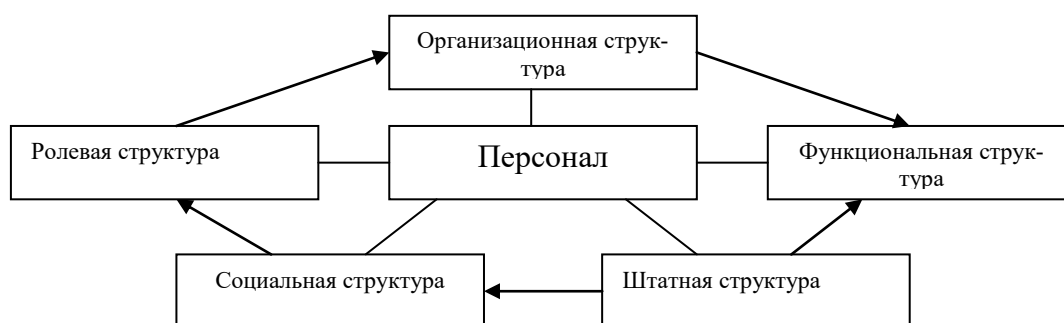 Организационная струк-
тура
Ролевая структура
Персонал
Функциональная струк-
тура
Социальная структура
Штатная структура